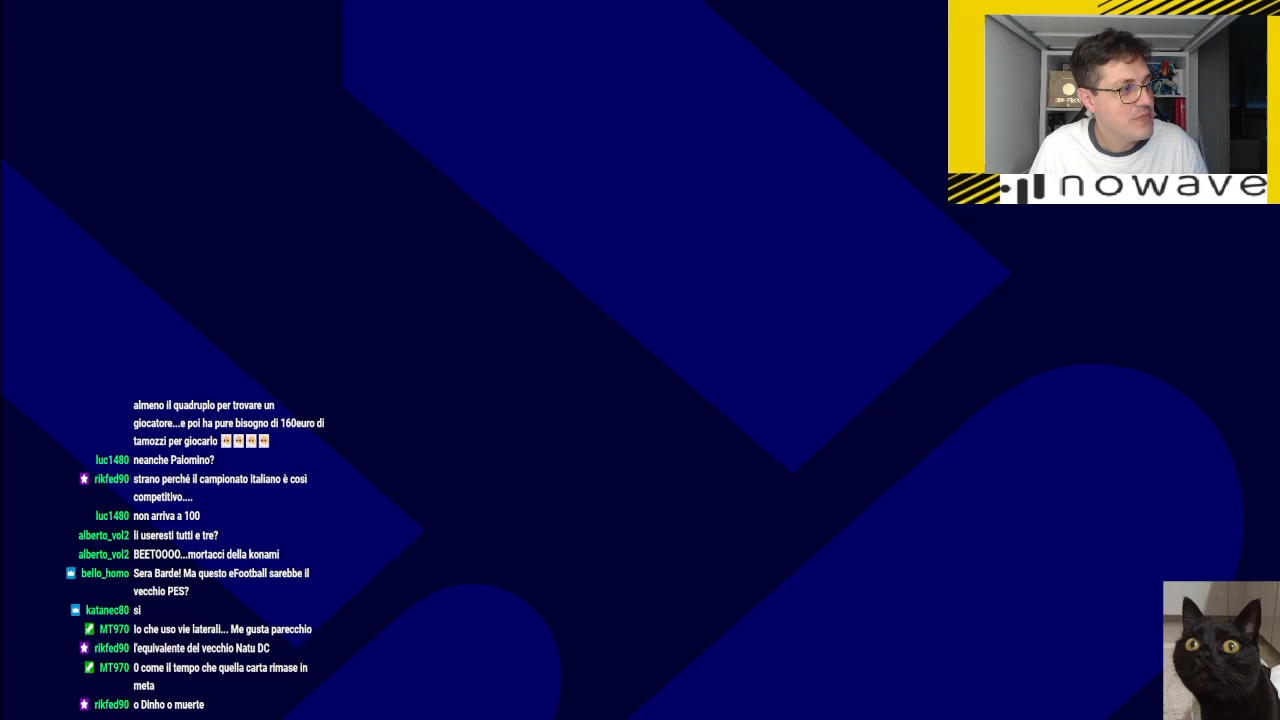 nowave
almeno il quadruplo per trovare un
giocatore...e poi ha pure bisogno di 160euro di
tamozzi per giocarlo
luc1480 neanche Palomino?
rikfed90 strano perché il campionato italiano è così
competitivo....
luc1480 non arriva a 100
alberto_vol2 li useresti tutti e tre?
alberto_vol2 BEETOOOO...mortacci della konami
bello_homo Sera Barde! Ma questo eFootball sarebbe il
vecchio PES?
katanec80 si
MT970 Io che uso vie laterali... Me gusta parecchio
rikfed90 l'equivalente del vecchio Natu DC
MT970 0 come il tempo che quella carta rimase in
meta
rikfed90 o Dinho o muerte